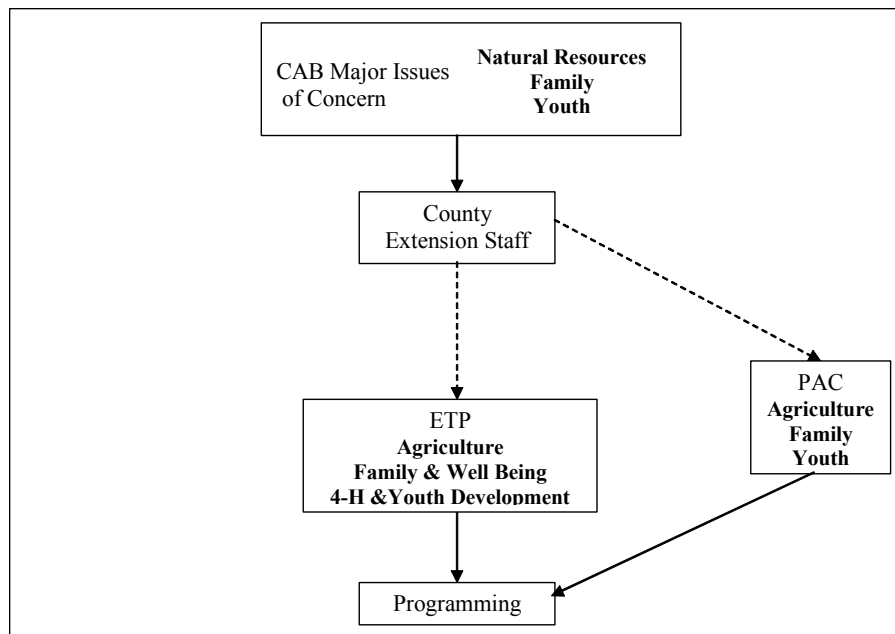 CAB Major Issues
of Concern
Natural Resources
Family
Youth
County
Extension Staff
ETP
Agriculture
Family & Well Being
4-H &Youth Development
PAC
Agriculture
Family
Youth
Programming